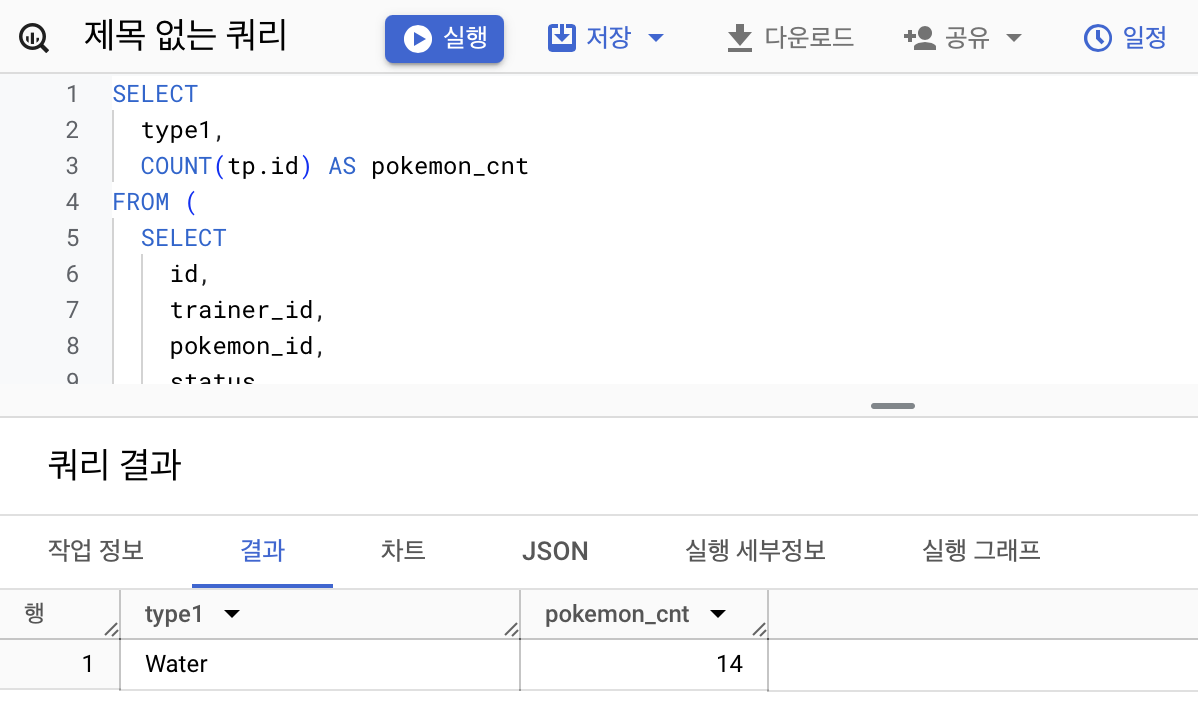 제목 없는 쿼리 실행 저장 다운로드 공유 일정
1 SELECT
2 type1,
3 COUNT(tp.id) AS pokemon_cnt
4 FROM (
5 SELECT
6 id,
7 trainer_id,
8 pokemon_id,
9 status
쿼리 결과
작업 정보 결과 차트 JSON 실행 세부정보 실행 그래프
행 type1 pokemon_cnt
1 Water 14